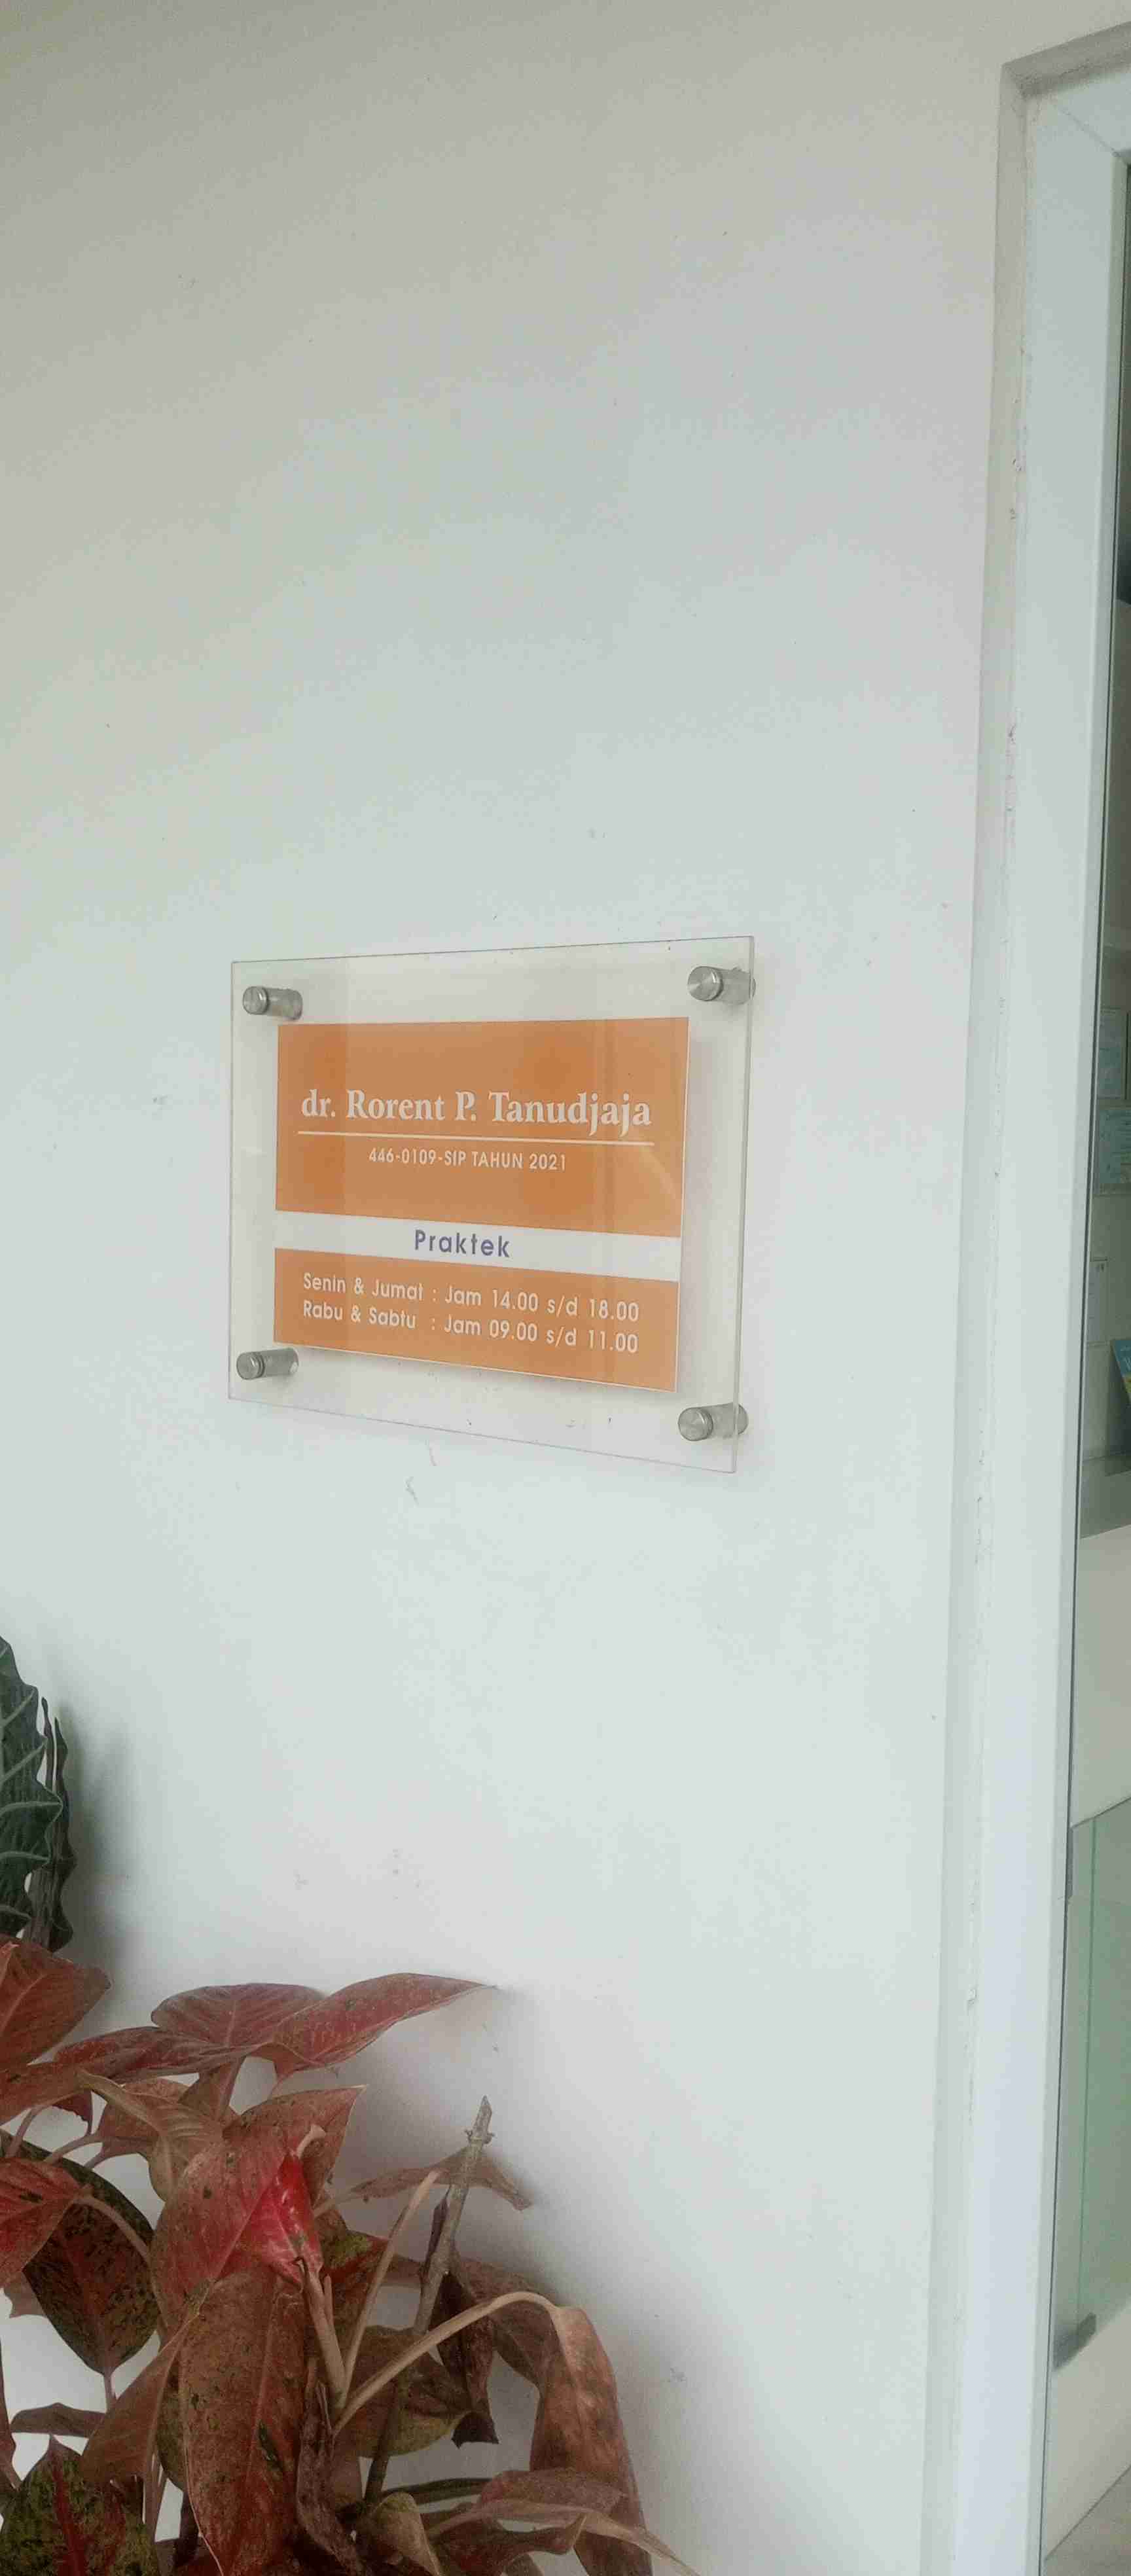 dr. Rorent P. Tanudjaja
446-0109-SIP TAHUN 2021
Praktek
Senin & Jumat : Jam 14.00 s/d 18.00
Rabu & Sabtu : Jam 09.00 s/d 11.00